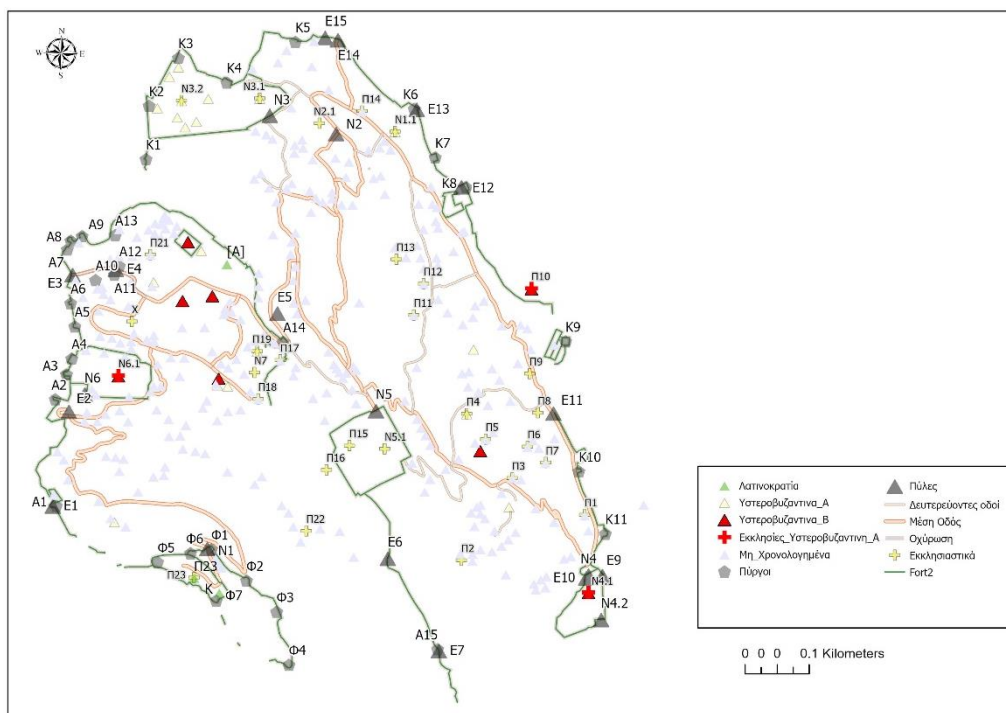 K5 E15
N
W E
S
K3
E14
K4
N3.2
N3.1
K2
N3
Π14
K6
E13
N2.1
N2
N1.1
K1
K7
K8
E12
A9 A13
A8
Π21
[A]
A7
A12
E4
A10
E3
A6
A11
Π13
Π12
Π10
A5
X
E5
Π11
A14
K9
A4
Π19
Π17
A3
N6.1
N7
Π9
A2
N6
Π18
E2
N5
Π4
Π8
E11
Π15
N5.1
Π5
Π6
Π16
Π7
K10
Π3
A1 E1
Π1
Φ1
Φ6
N1
Π22
K11
Φ5
E6
Π2
N4
E9
Π23
Π23
Φ2
E10
N4.1
K
Φ7
Φ3
N4.2
A15
E7
Φ4
Λατινοκρατία
Υστεροβυζαντινα_Α
Υστεροβυζαντινα_Β
Εκκλησίες_Υστεροβυζαντινη_Α
Μη_Χρονολογημένα
Πύργοι
Πύλες
Δευτερεύοντες οδοί
Μέση Οδός
Οχύρωση
Εκκλησιαστικά
Fort2
0 0 0 0.1 Kilometers